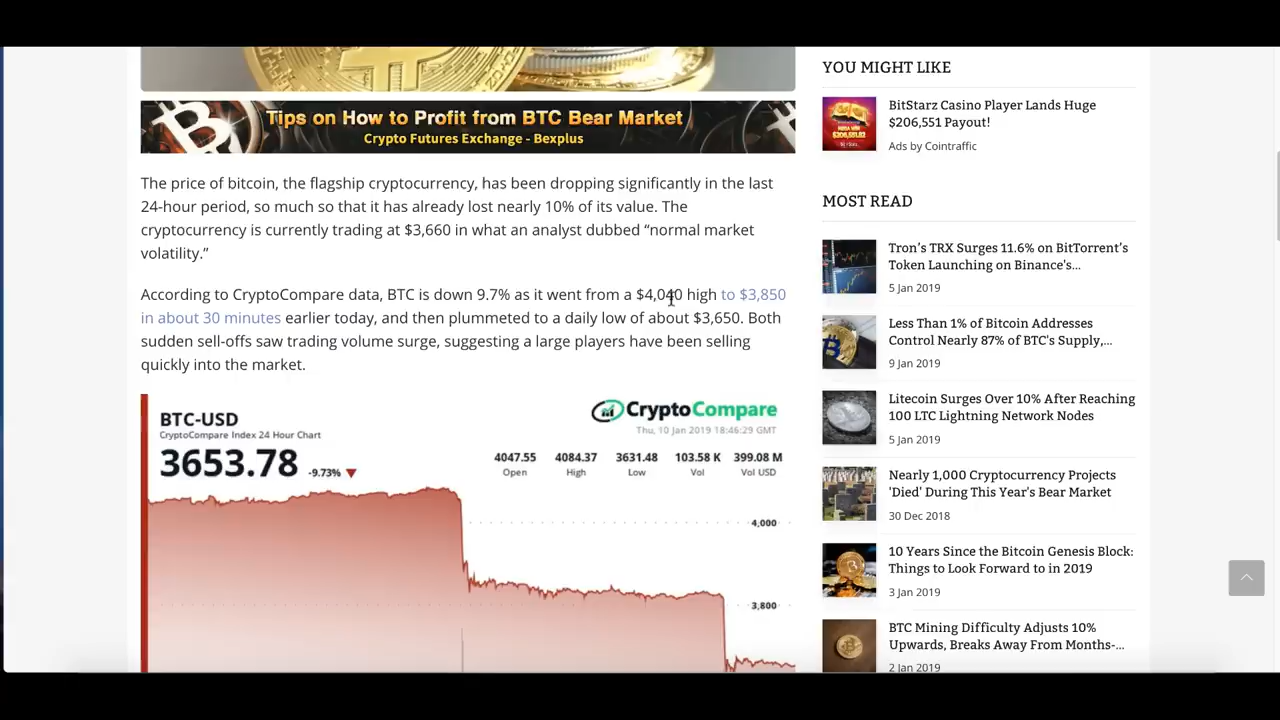 Tips on How to Profit from BTC Bear Market
Crypto Futures Exchange - Bexplus
The price of bitcoin, the flagship cryptocurrency, has been dropping significantly in the last
24-hour period, so much so that it has already lost nearly 10% of its value. The
cryptocurrency is currently trading at $3,660 in what an analyst dubbed “normal market
volatility.”
According to CryptoCompare data, BTC is down 9.7% as it went from a $4,040 high to $3,850
in about 30 minutes earlier today, and then plummeted to a daily low of about $3,650. Both
sudden sell-offs saw trading volume surge, suggesting a large players have been selling
quickly into the market.
BTC-USD
CryptoCompare Index 24 Hour Chart
3653.78 -9.73%
CryptoCompare
Thu, 10 Jan 2019 18:46:29 GMT
4047.55 4084.37 3631.48 103.58 K 399.08 M
Open High Low Vol Vol USD
4,000
3,800
YOU MIGHT LIKE
BitStarz Casino Player Lands Huge
$206,551 Payout!
Ads by Cointraffic
MOST READ
Tron’s TRX Surges 11.6% on BitTorrent’s
Token Launching on Binance's...
5 Jan 2019
Less Than 1% of Bitcoin Addresses
Control Nearly 87% of BTC's Supply,...
9 Jan 2019
Litecoin Surges Over 10% After Reaching
100 LTC Lightning Network Nodes
5 Jan 2019
Nearly 1,000 Cryptocurrency Projects
'Died' During This Year's Bear Market
30 Dec 2018
10 Years Since the Bitcoin Genesis Block:
Things to Look Forward to in 2019
3 Jan 2019
BTC Mining Difficulty Adjusts 10%
Upwards, Breaks Away From Months-...
2 Jan 2019